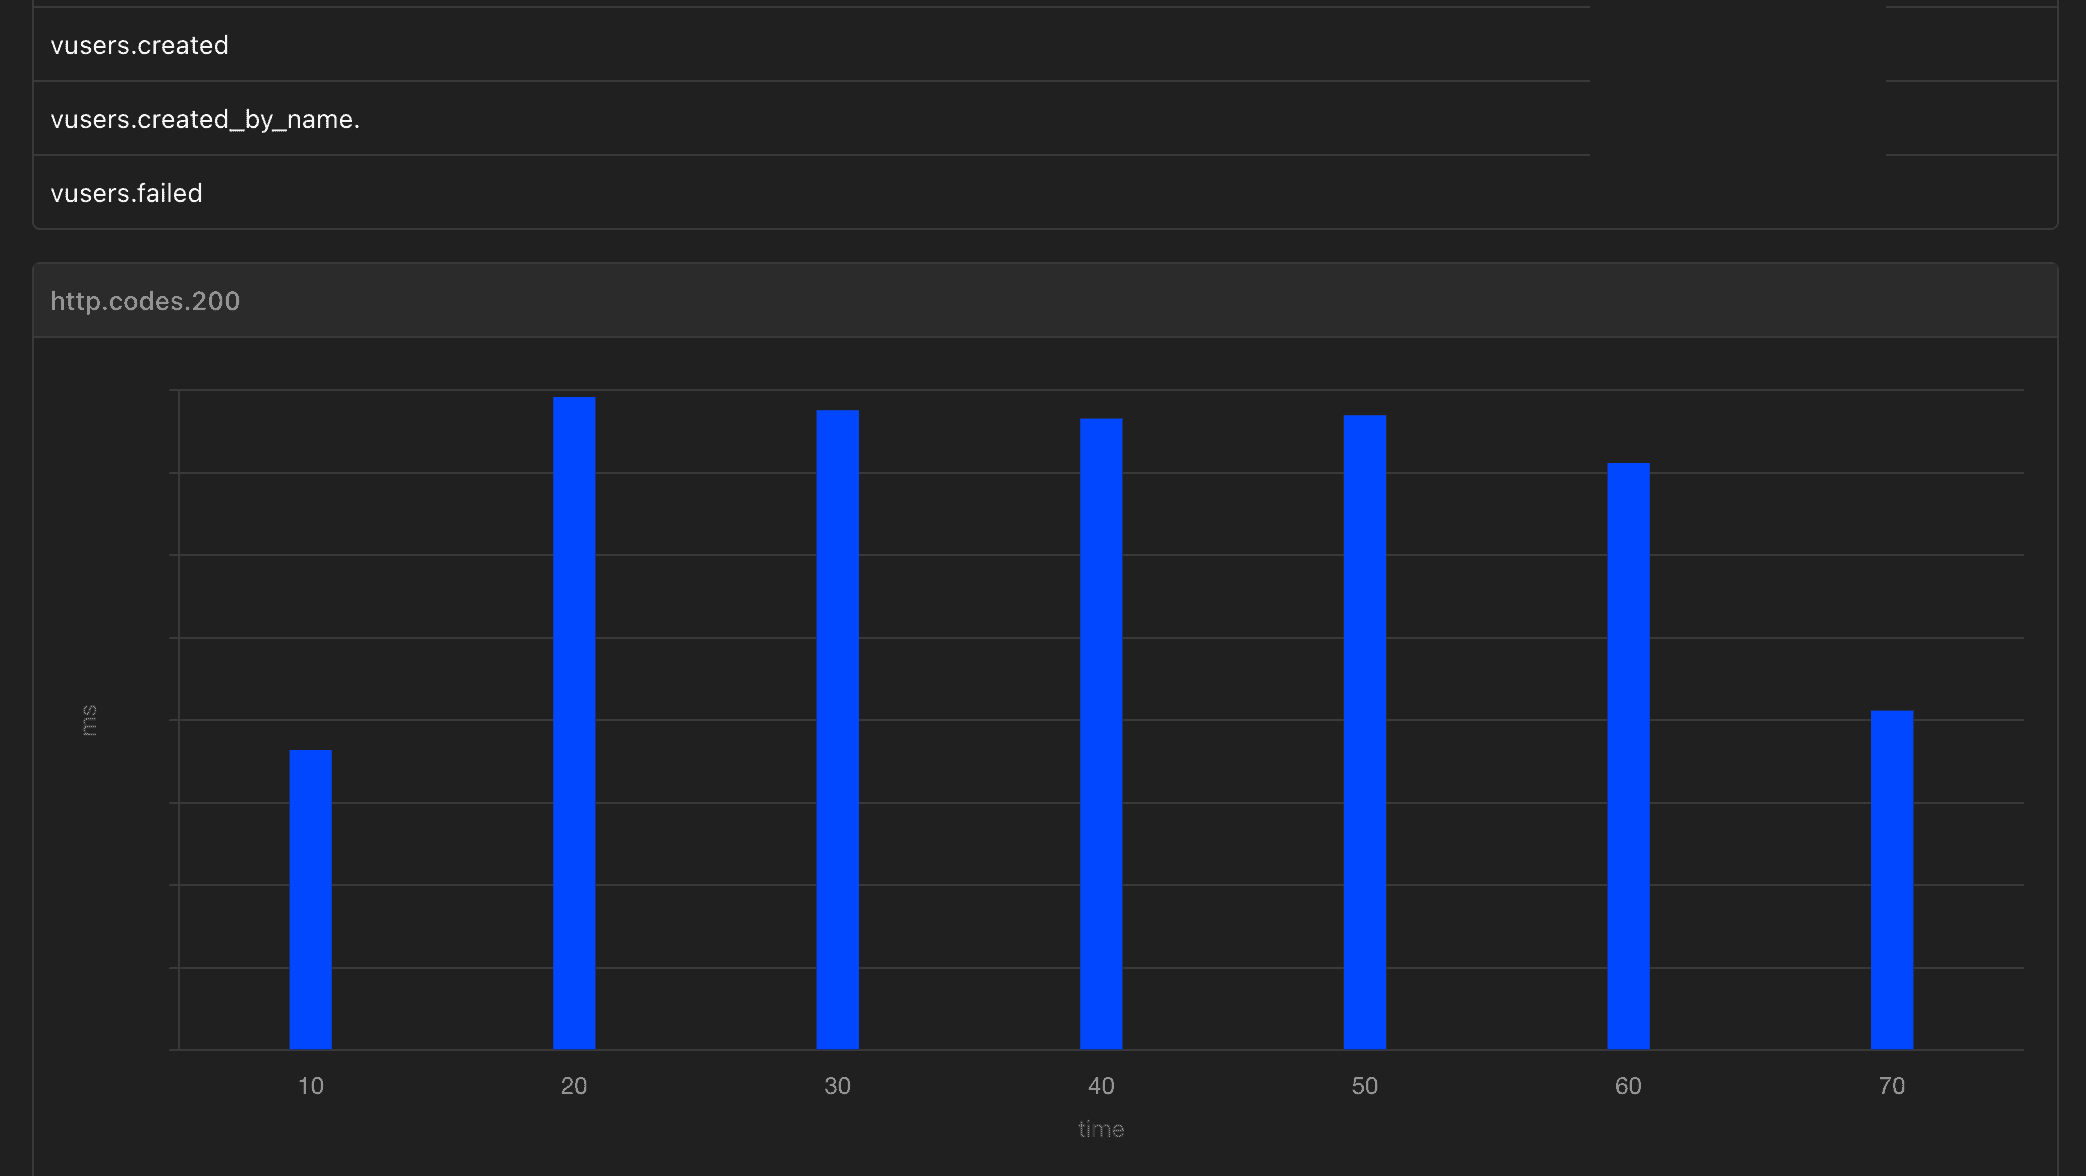 vusers.created
vusers.created_by_name.
vusers.failed
http.codes.200
ms
10 20 30 40 50 60 70
time